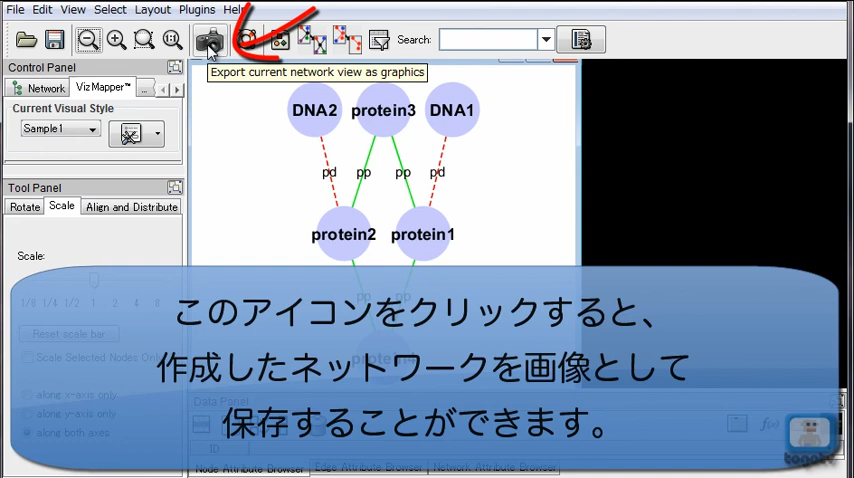 File Edit View Select Layout Plugins Help
Search:
Export current network view as graphics
Control Panel
Network VizMapper™ ...
Current Visual Style
Sample1
Tool Panel
Rotate Scale Align and Distribute
Scale:
1/8 1/4 1/2 1 2 4 8
Reset scale bar
Scale Selected Nodes Only
along x-axis only
along y-axis only
along both axes
DNA2 protein3 DNA1
pd pp pp pd
protein2 protein1
pp pp
このアイコンをクリックすると、
作成したネットワークを画像として
保存することができます。
f(x)
ID
Node Attribute Browser Edge Attribute Browser Network Attribute Browser
togotv